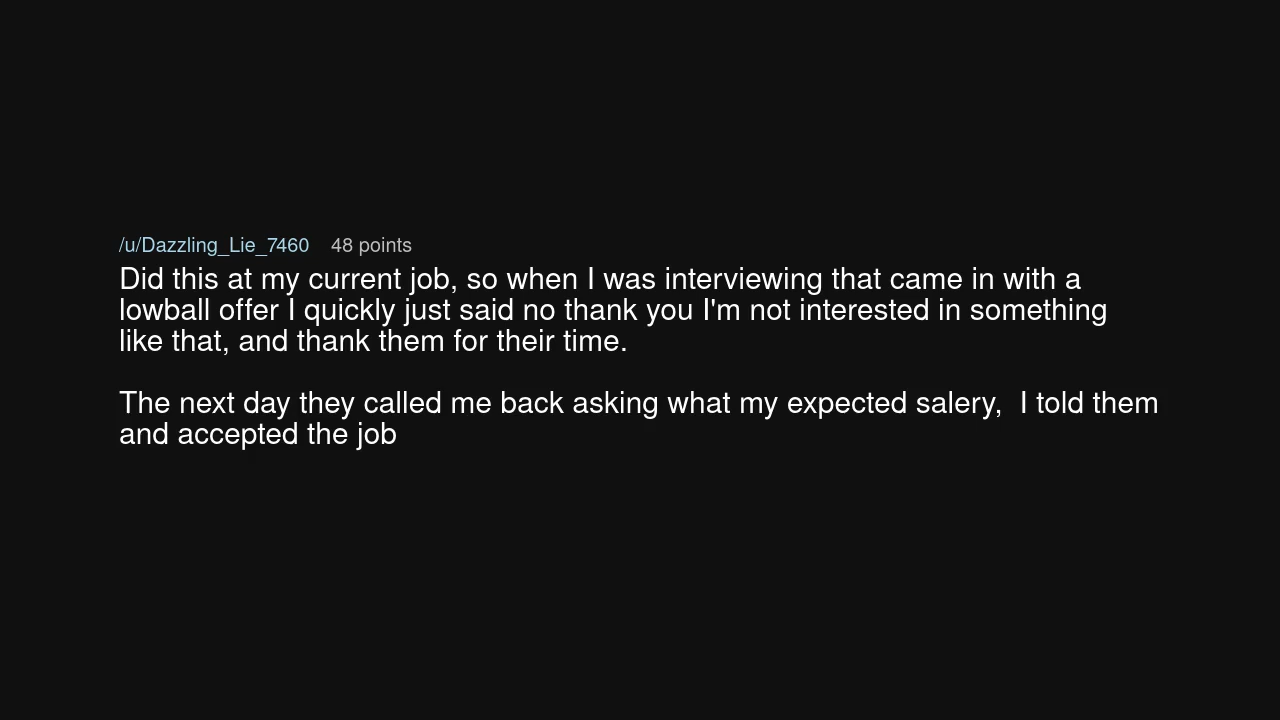 /u/Dazzling_Lie_7460 48 points
Did this at my current job, so when I was interviewing that came in with a
lowball offer I quickly just said no thank you I'm not interested in something
like that, and thank them for their time.
The next day they called me back asking what my expected salery,  I told them
and accepted the job